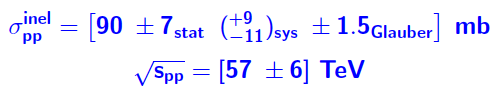 σ_pp^inel = [90 ± 7_stat (+9 −11)_sys ± 1.5_Glauber] mb
√s_pp = [57 ± 6] TeV